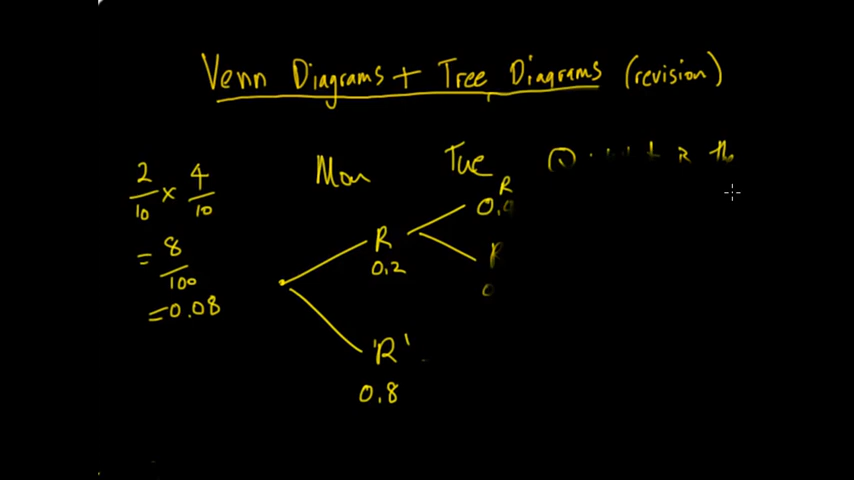 Venn Diagrams + Tree Diagrams (revision)
2/10 × 4/10
= 8/100
= 0.08
Mon Tue
R
R
0.2
'R'
0.8